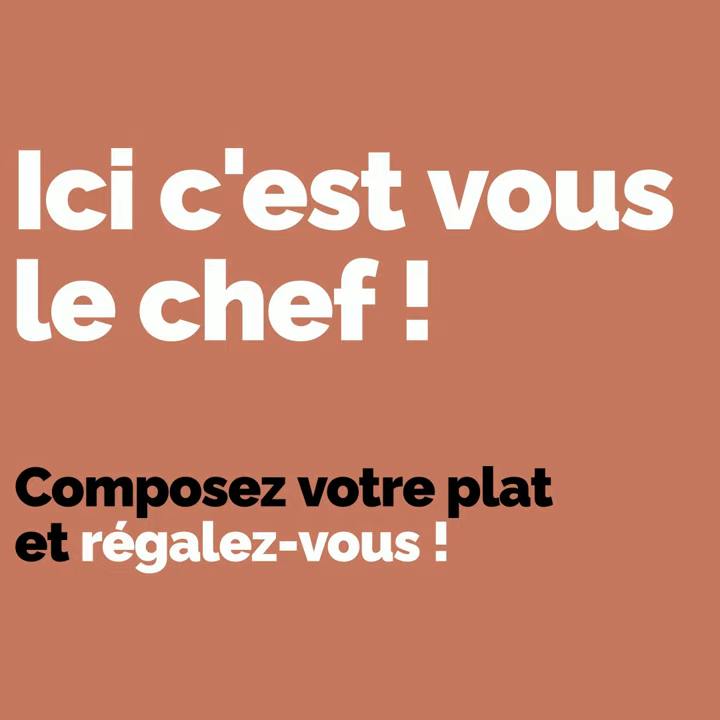 Ici c'est vous
le chef !
Composez votre plat
et régalez-vous !